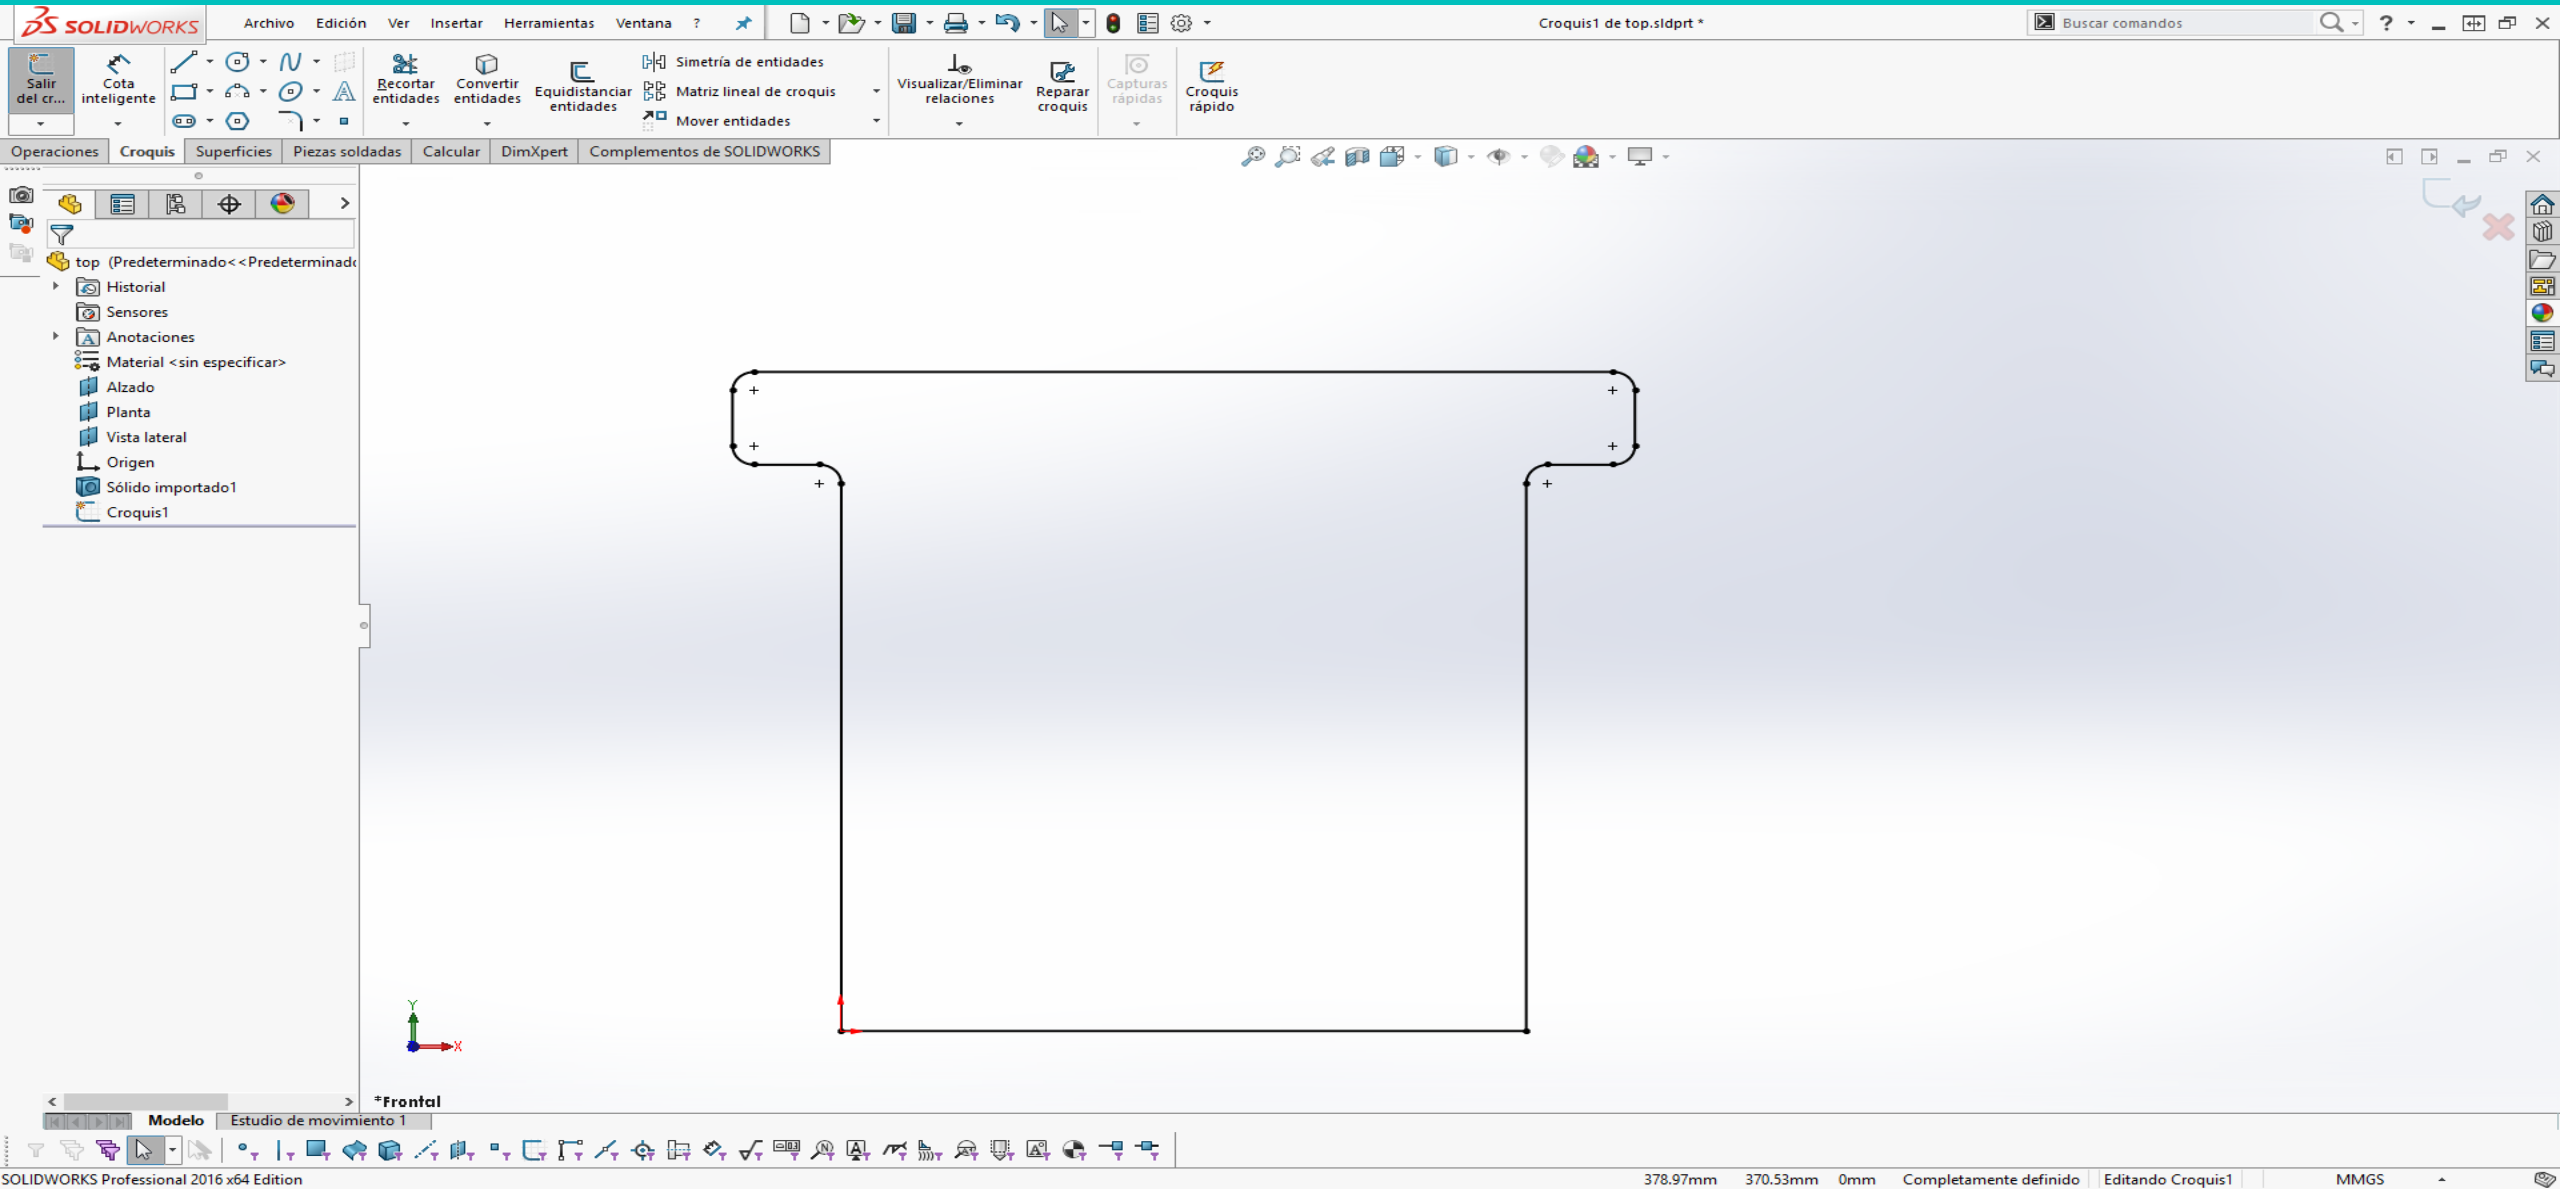 SOLIDWORKS Archivo Edición Ver Insertar Herramientas Ventana ? Croquis1 de top.sldprt * Buscar comandos ?
Salir del cr...
Cota inteligente
Recortar entidades
Convertir entidades
Equidistanciar entidades
Simetría de entidades
Matriz lineal de croquis
Mover entidades
Visualizar/Eliminar relaciones
Reparar croquis
Capturas rápidas
Croquis rápido
Operaciones Croquis Superficies Piezas soldadas Calcular DimXpert Complementos de SOLIDWORKS
top (Predeterminado<<Predeterminado
Historial
Sensores
Anotaciones
Material <sin especificar>
Alzado
Planta
Vista lateral
Origen
Sólido importado1
Croquis1
Y
X
*Frontal
Modelo Estudio de movimiento 1
SOLIDWORKS Professional 2016 x64 Edition 378.97mm 370.53mm 0mm Completamente definido Editando Croquis1 MMGS